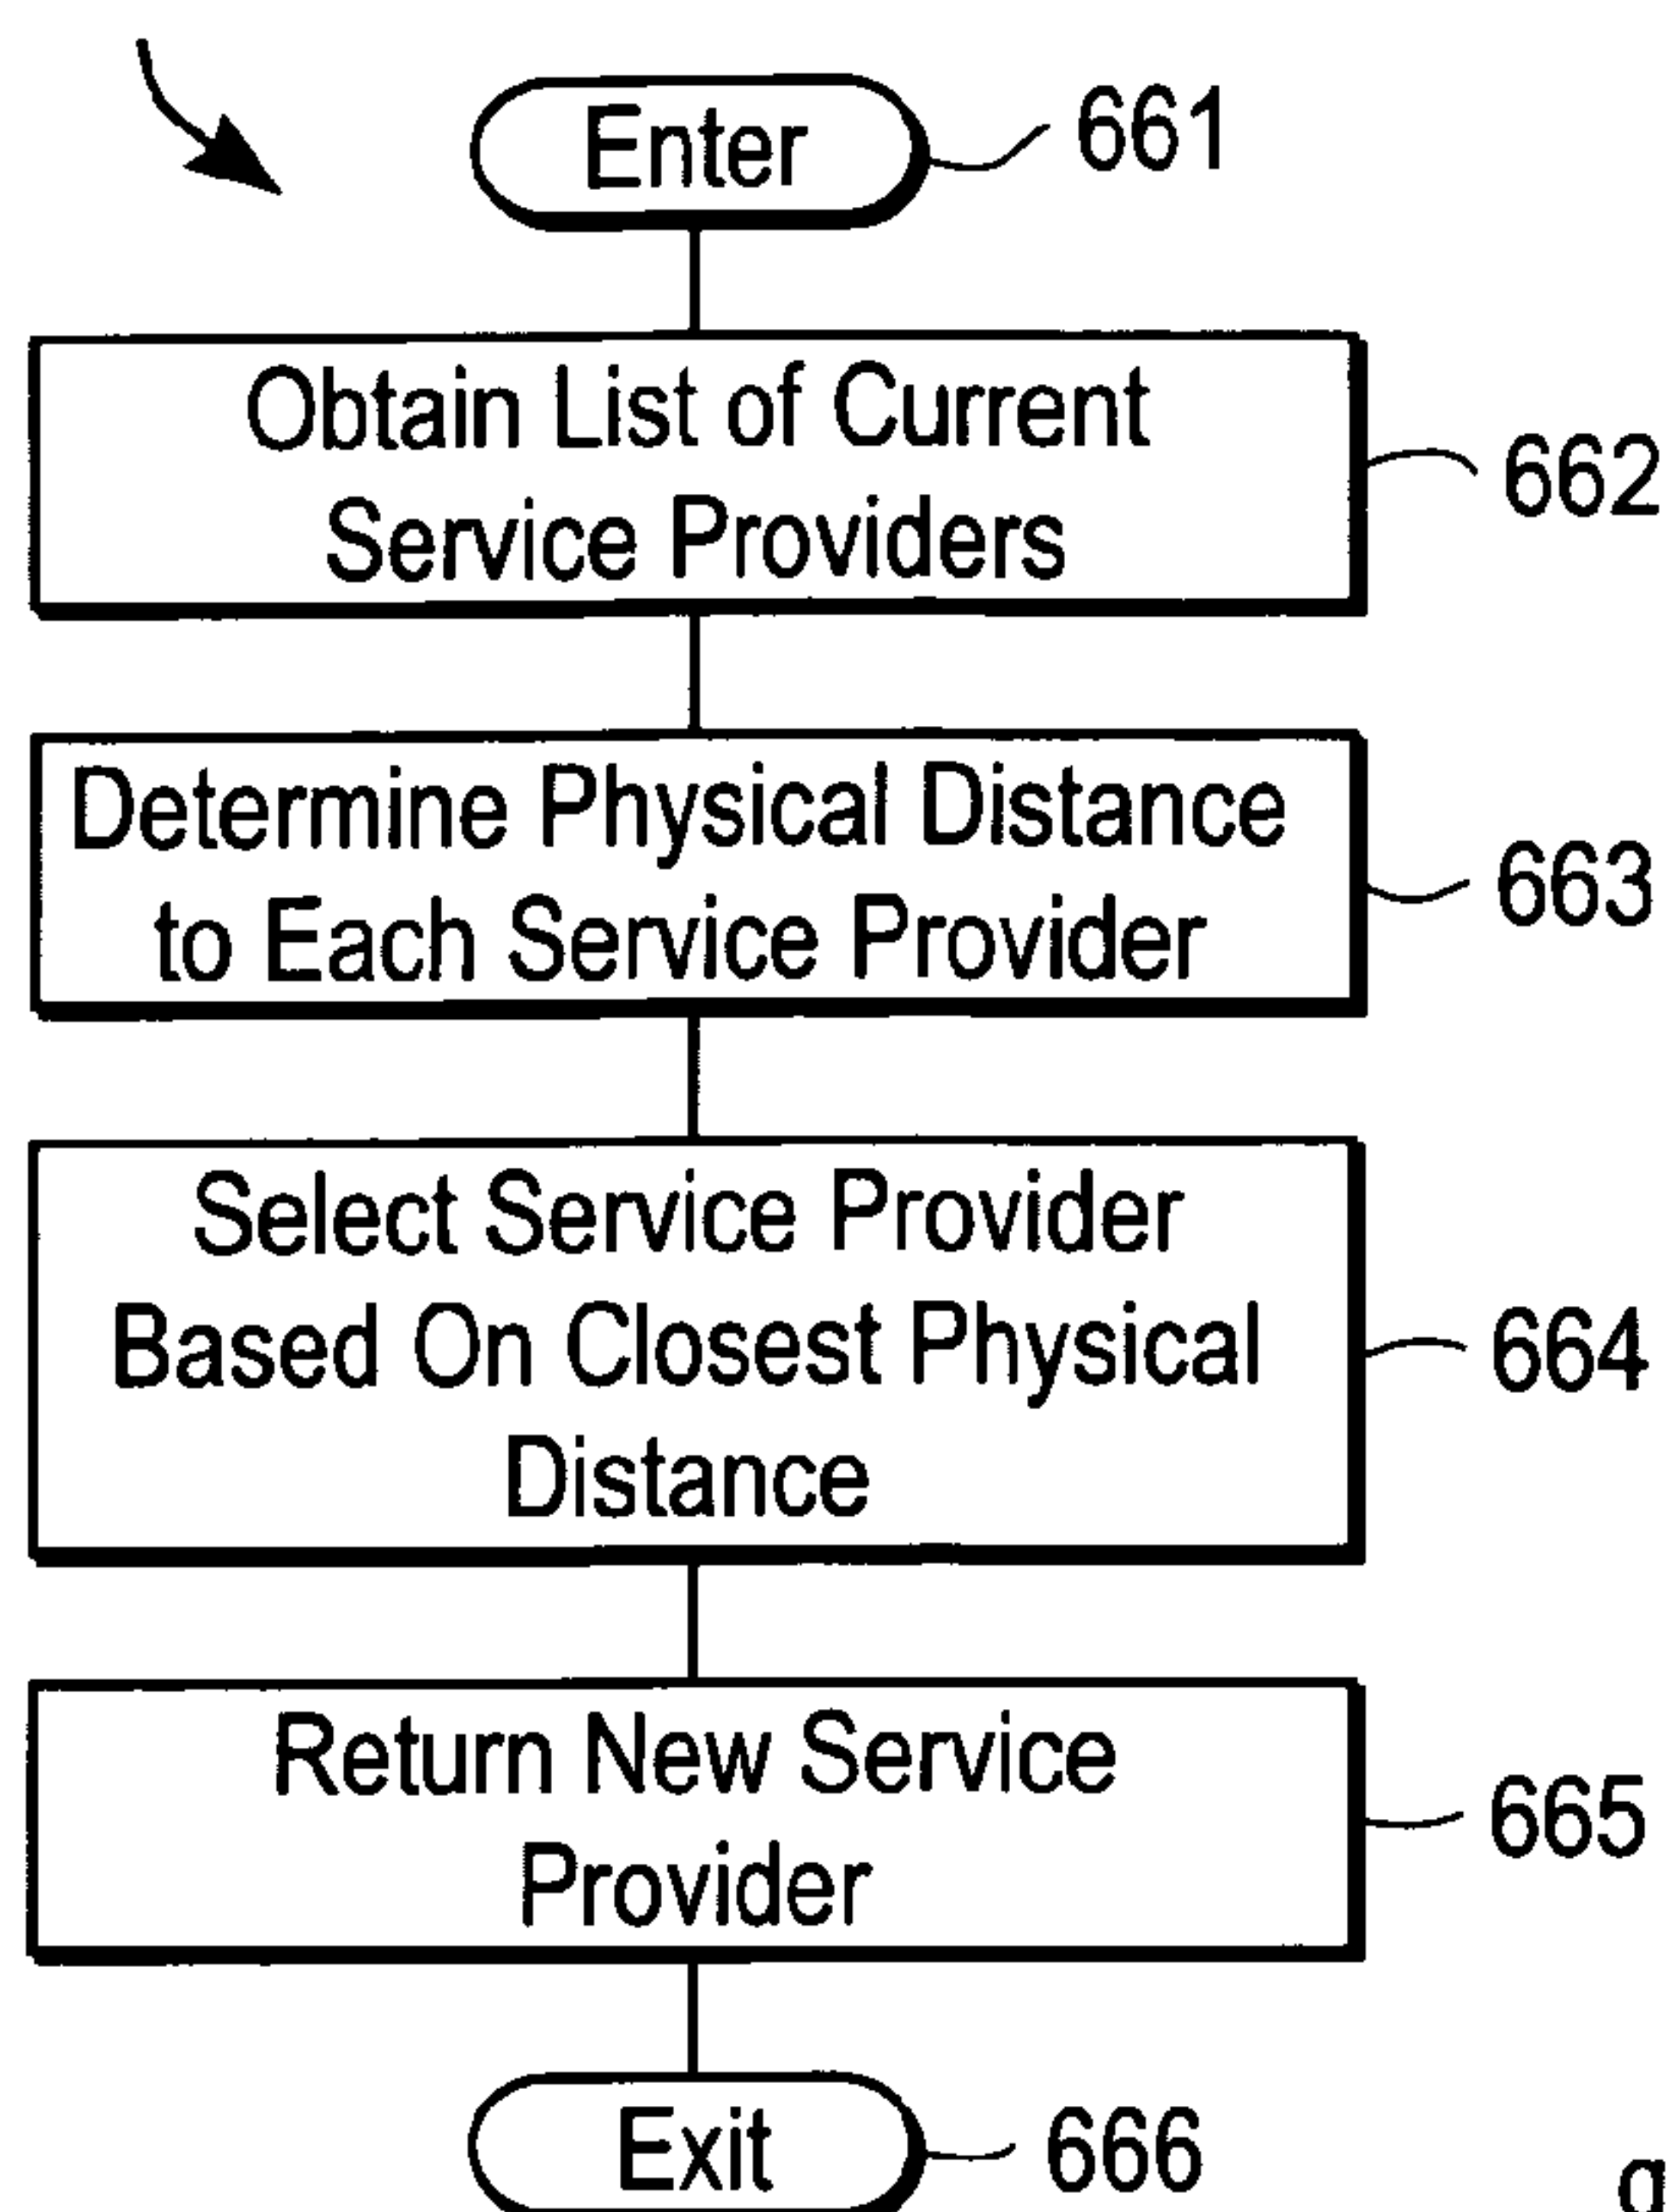 Enter
661
Obtain List of Current
Service Providers
662
Determine Physical Distance
to Each Service Provider
663
Select Service Provider
Based On Closest Physical
Distance
664
Return New Service
Provider
665
Exit
666